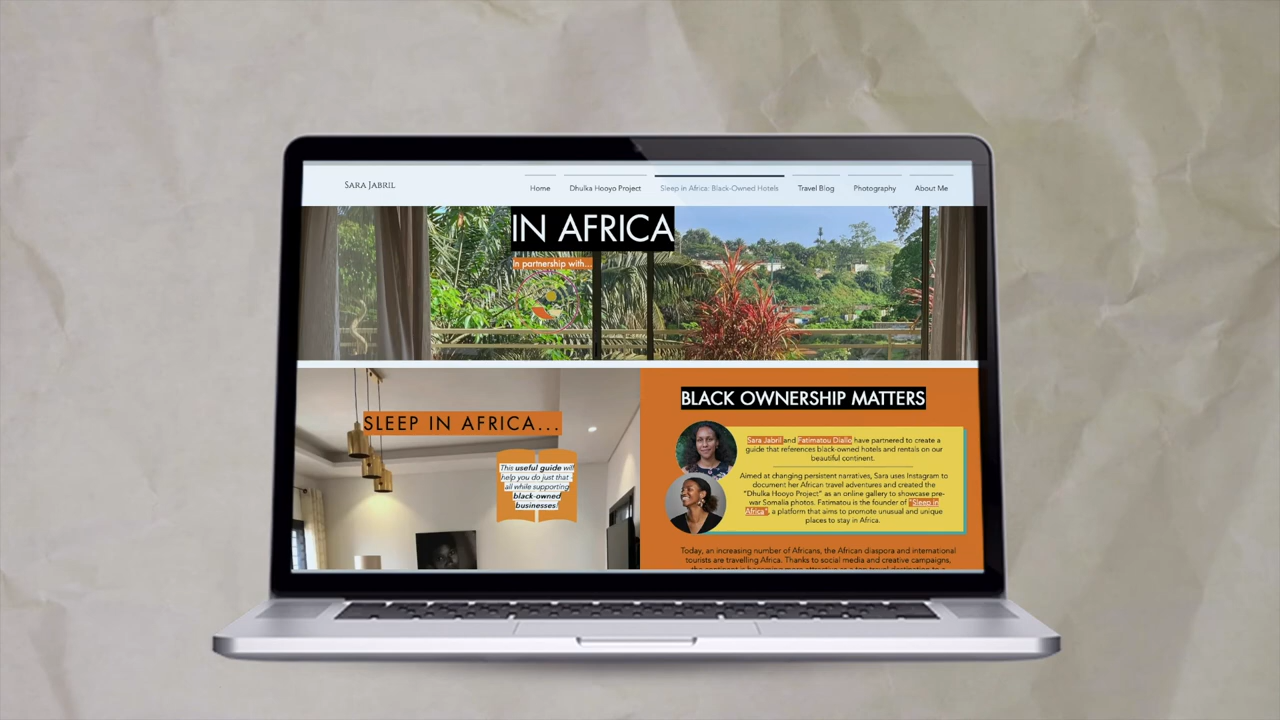 SARA JABRIL
Home
Dhulka Hooyo Project
Sleep in Africa: Black-Owned Hotels
Travel Blog
Photography
About Me
IN AFRICA
in partnership with...
SLEEP IN AFRICA...
This useful guide will
help you do just that -
all while supporting
black-owned
businesses!
BLACK OWNERSHIP MATTERS
Sara Jabril and Fatimatou Diallo have partnered to create a
guide that references black-owned hotels and rentals on our
beautiful continent.
Aimed at changing persistent narratives, Sara uses Instagram to
document her African travel adventures and created the
"Dhulka Hooyo Project" as an online gallery to showcase pre-
war Somalia photos. Fatimatou is the founder of "Sleep in
Africa", a platform that aims to promote unusual and unique
places to stay in Africa.
Today, an increasing number of Africans, the African diaspora and international
tourists are travelling Africa. Thanks to social media and creative campaigns,